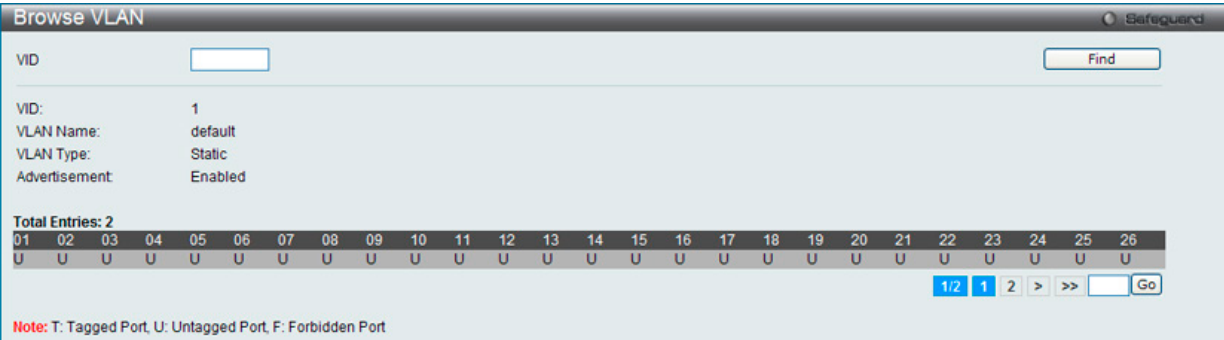 Browse VLAN Safeguard
VID Find
VID: 1
VLAN Name: default
VLAN Type: Static
Advertisement: Enabled
Total Entries: 2
01 02 03 04 05 06 07 08 09 10 11 12 13 14 15 16 17 18 19 20 21 22 23 24 25 26
U U U U U U U U U U U U U U U U U U U U U U U U U U
1/2 1 2 > >> Go
Note: T: Tagged Port, U: Untagged Port, F: Forbidden Port